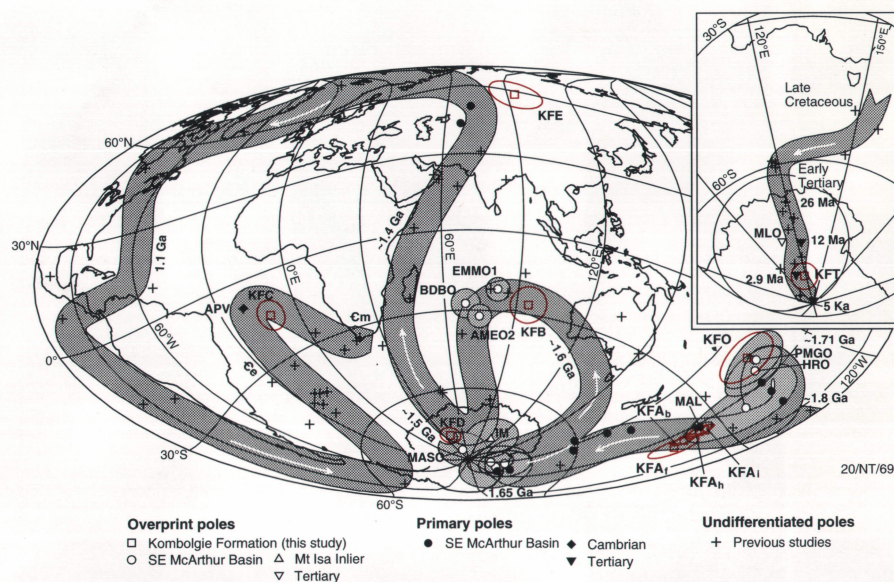 30°S
120°E
150°E
Late
Cretaceous
60°S
Early
Tertiary
26 Ma
MLO
12 Ma
2.9 Ma
KFT
5 Ka
KFE
60°N
30°N
0°
30°S
60°S
1.1 Ga
~1.4 Ga
60°E
0°E
120°E
60°W
120°W
EMMO1
BDBO
AMEO2
KFB
~1.6 Ga
APV
KFC
Єm
Єe
KFD
~1.5 Ga
IM
MASO
1.65 Ga
KFO
~1.71 Ga
PMGO
HRO
~1.8 Ga
MAL
KFAb
KFAf
KFAh
KFAi
20/NT/69
Overprint poles
Kombolgie Formation (this study)
SE McArthur Basin
Mt Isa Inlier
Tertiary
Primary poles
SE McArthur Basin
Cambrian
Tertiary
Undifferentiated poles
Previous studies